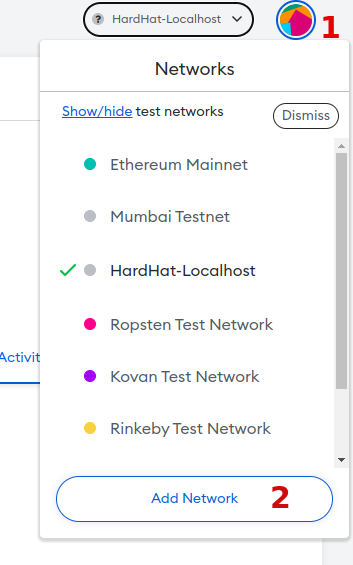 ? HardHat-Localhost
1
Networks
Show/hide test networks
Dismiss
Ethereum Mainnet
Mumbai Testnet
HardHat-Localhost
Ropsten Test Network
Activit
Kovan Test Network
Rinkeby Test Network
Add Network 2